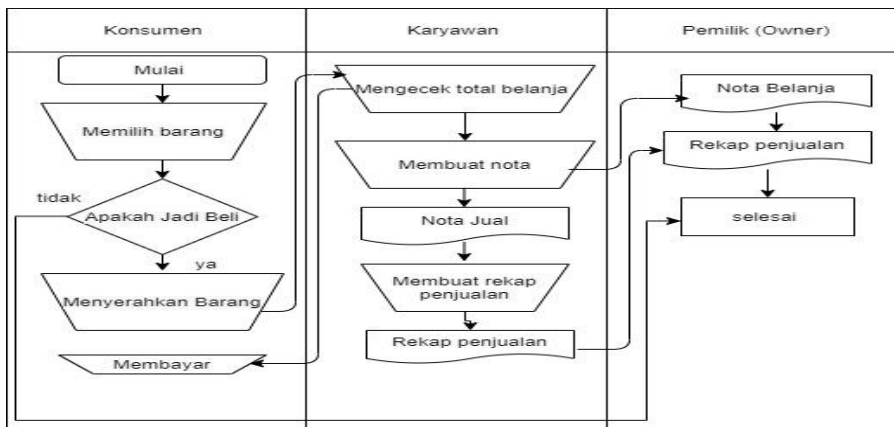 Konsumen
Karyawan
Pemilik (Owner)
Mulai
Memilih barang
tidak
Apakah Jadi Beli
ya
Menyerahkan Barang
Membayar
Mengecek total belanja
Membuat nota
Nota Jual
Membuat rekap
penjualan
Rekap penjualan
Nota Belanja
Rekap penjualan
selesai